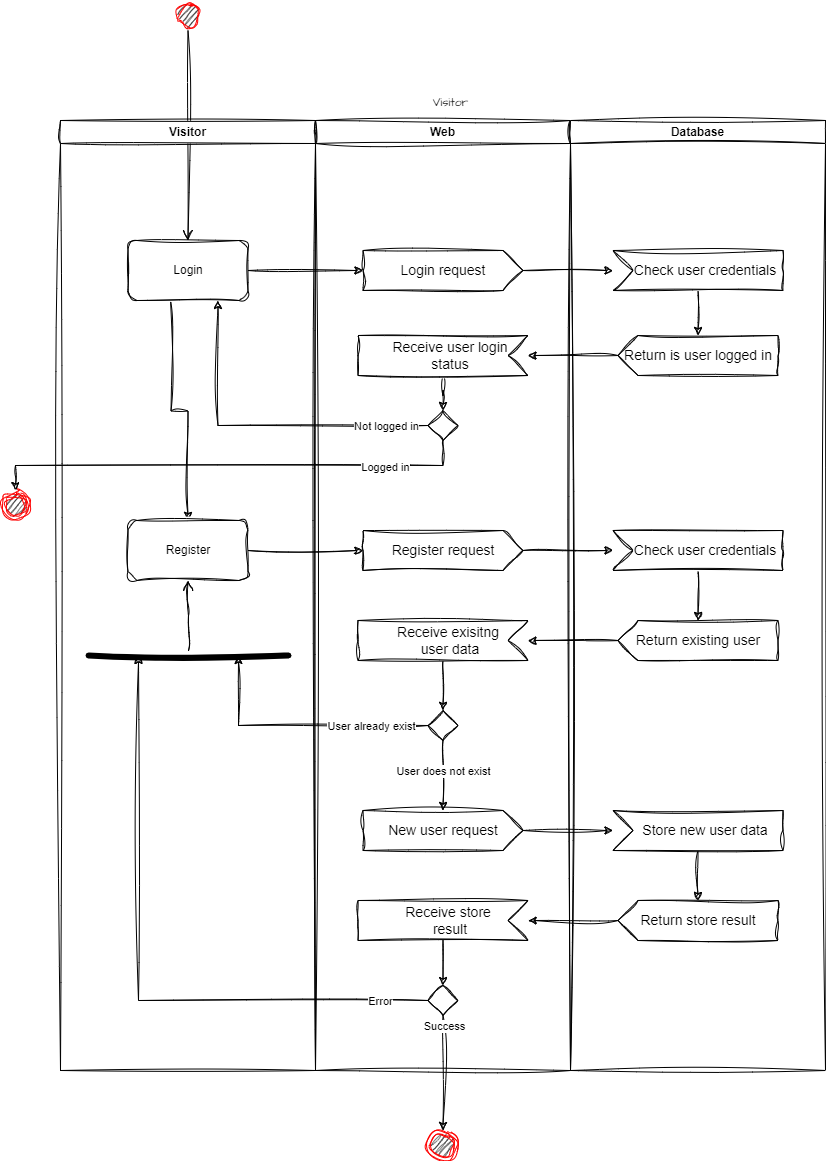 Visitor
Visitor
Web
Database
Login
Login request
Check user credentials
Receive user login
status
Return is user logged in
Not logged in
Logged in
Register
Register request
Check user credentials
Receive exisitng
user data
Return existing user
User already exist
User does not exist
New user request
Store new user data
Receive store
result
Return store result
Error
Success